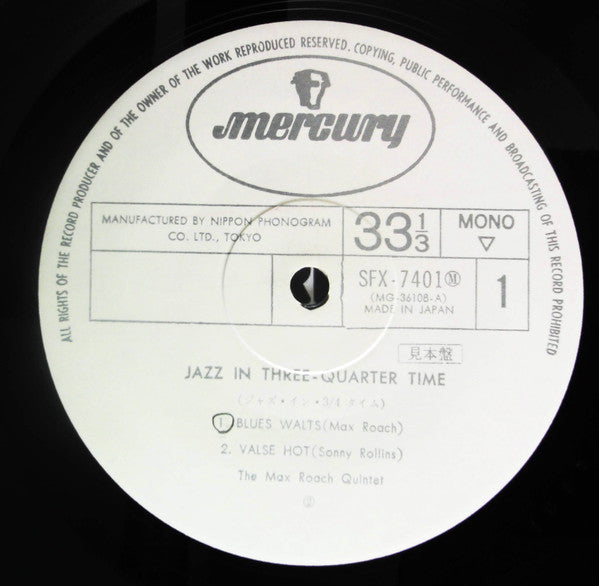 ALL RIGHTS OF THE RECORD PRODUCER AND OF THE OWNER OF THE WORK REPRODUCED RESERVED. COPYING, PUBLIC PERFORMANCE AND BROADCASTING OF THIS RECORD PROHIBITED
mercury
MANUFACTURED BY NIPPON PHONOGRAM
CO. LTD., TOKYO
33 1/3
MONO
▽
SFX-7401Ⓜ
(MG-36108-A)
MADE IN JAPAN
1
見本盤
JAZZ IN THREE-QUARTER TIME
(ジャズ・イン・3/4 タイム)
1. BLUES WALTS(Max Roach)
2. VALSE HOT(Sonny Rollins)
The Max Roach Quintet
②